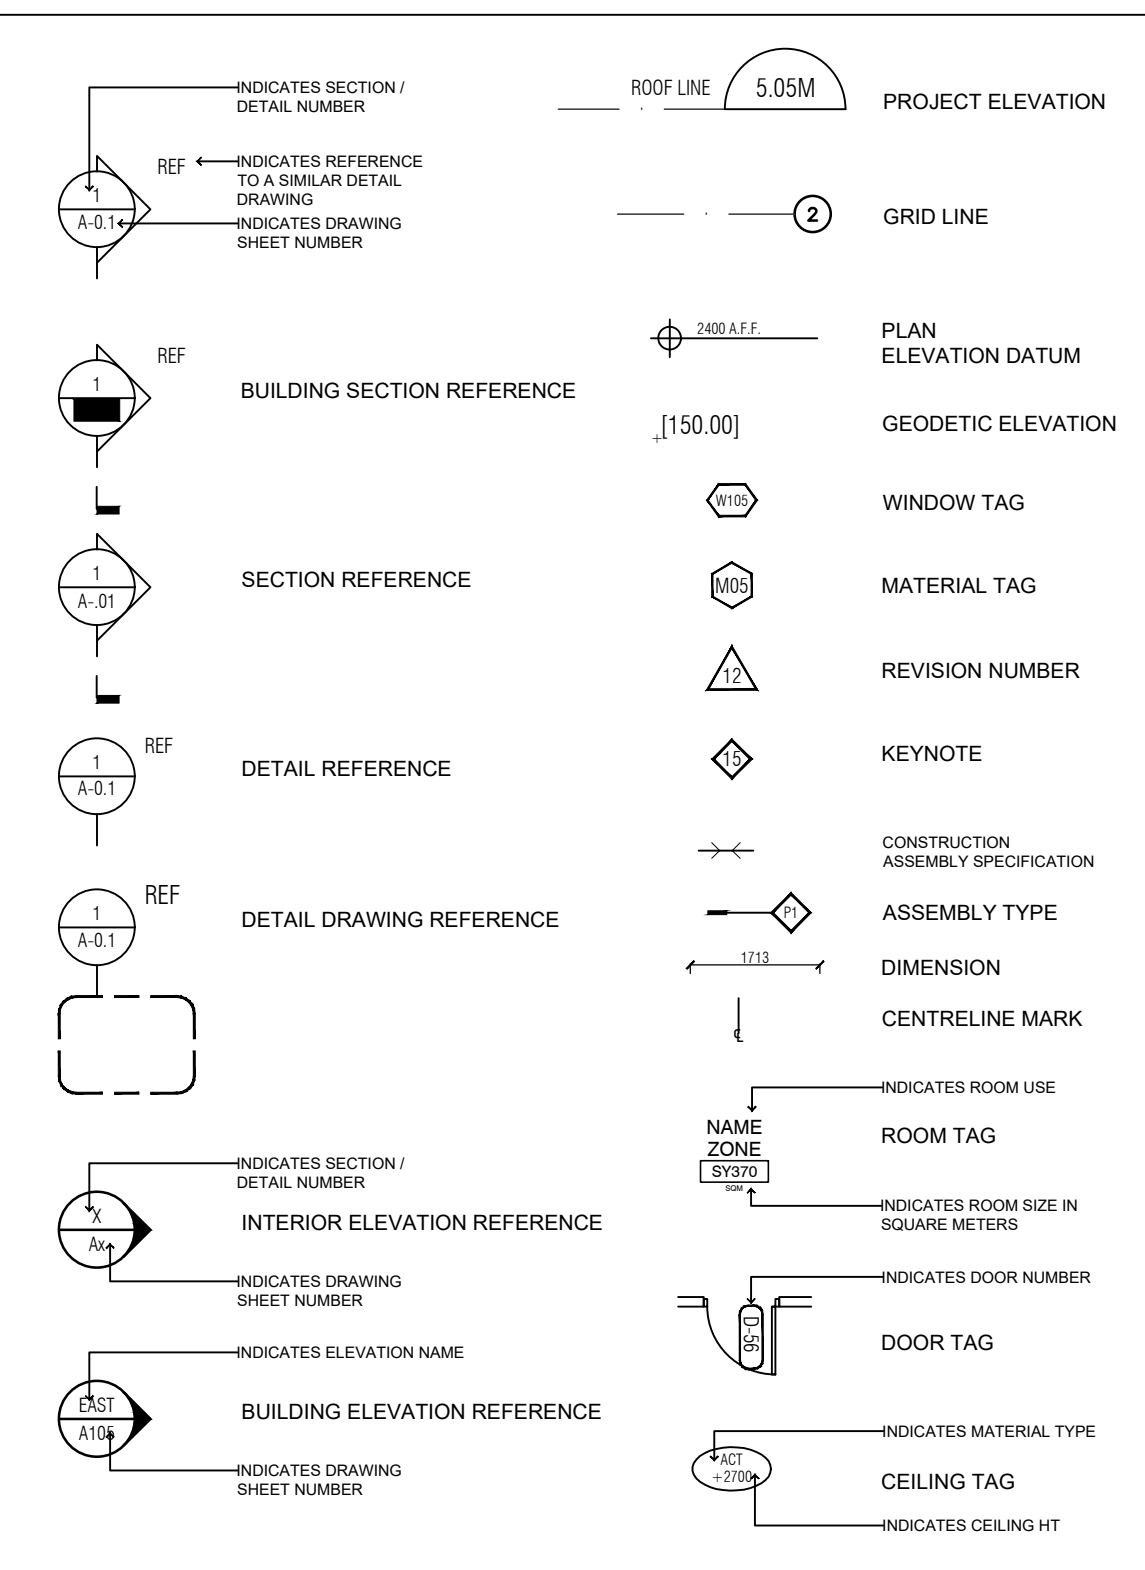 INDICATES SECTION /
DETAIL NUMBER
REF
INDICATES REFERENCE
TO A SIMILAR DETAIL
DRAWING
1
A-0.1
INDICATES DRAWING
SHEET NUMBER
REF
1
BUILDING SECTION REFERENCE
1
A-.01
SECTION REFERENCE
REF
1
A-0.1
DETAIL REFERENCE
REF
1
A-0.1
DETAIL DRAWING REFERENCE
INDICATES SECTION /
DETAIL NUMBER
X
Ax
INTERIOR ELEVATION REFERENCE
INDICATES DRAWING
SHEET NUMBER
INDICATES ELEVATION NAME
EAST
A105
BUILDING ELEVATION REFERENCE
INDICATES DRAWING
SHEET NUMBER
ROOF LINE
5.05M
PROJECT ELEVATION
2
GRID LINE
2400 A.F.F.
PLAN
ELEVATION DATUM
[150.00]
GEODETIC ELEVATION
W105
WINDOW TAG
M05
MATERIAL TAG
12
REVISION NUMBER
15
KEYNOTE
CONSTRUCTION
ASSEMBLY SPECIFICATION
P1
ASSEMBLY TYPE
1713
DIMENSION
℄
CENTRELINE MARK
INDICATES ROOM USE
NAME
ZONE
SY370
SQM
ROOM TAG
INDICATES ROOM SIZE IN
SQUARE METERS
INDICATES DOOR NUMBER
D-56
DOOR TAG
INDICATES MATERIAL TYPE
ACT
+2700
CEILING TAG
INDICATES CEILING HT